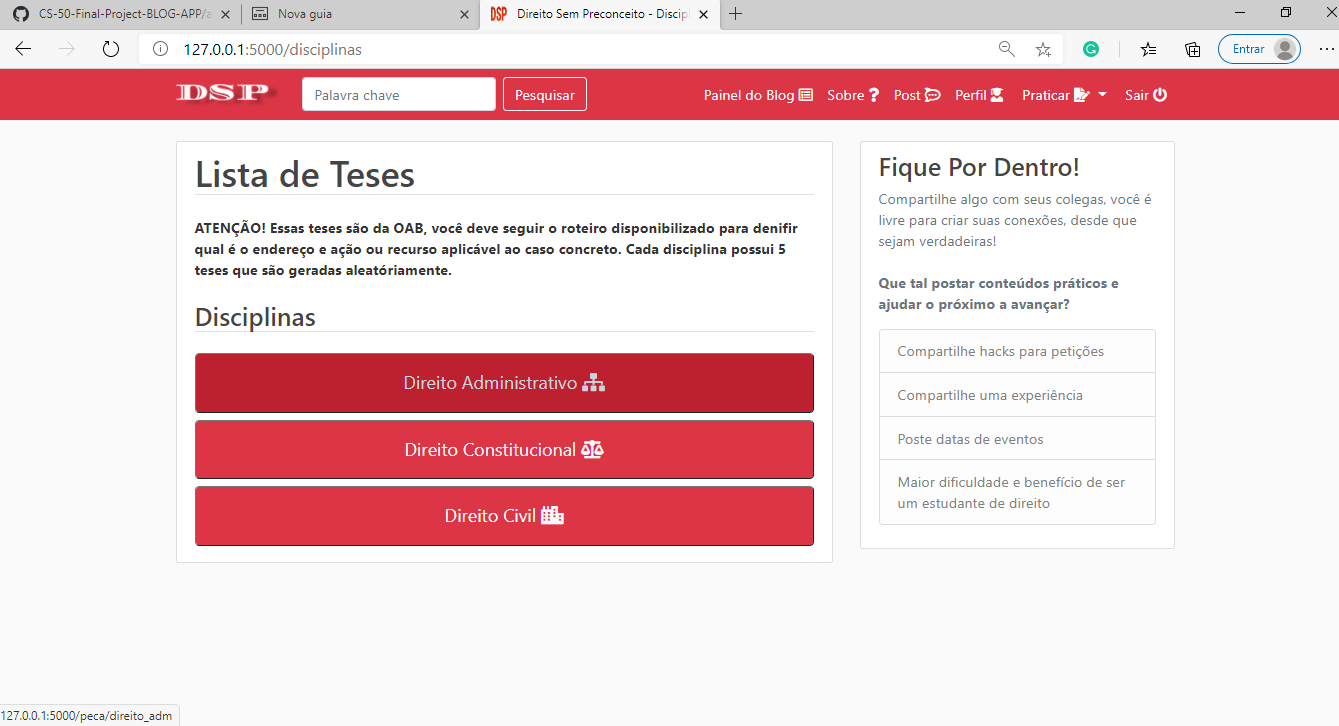 CS-50-Final-Project-BLOG-APP/a
Nova guia
DSP Direito Sem Preconceito - Discipl
127.0.0.1:5000/disciplinas
Entrar
DSP
Palavra chave
Pesquisar
Painel do Blog
Sobre
Post
Perfil
Praticar
Sair
Lista de Teses
ATENÇÃO! Essas teses são da OAB, você deve seguir o roteiro disponibilizado para denifir
qual é o endereço e ação ou recurso aplicável ao caso concreto. Cada disciplina possui 5
teses que são geradas aleatóriamente.
Disciplinas
Direito Administrativo
Direito Constitucional
Direito Civil
Fique Por Dentro!
Compartilhe algo com seus colegas, você é
livre para criar suas conexões, desde que
sejam verdadeiras!
Que tal postar conteúdos práticos e
ajudar o próximo a avançar?
Compartilhe hacks para petições
Compartilhe uma experiência
Poste datas de eventos
Maior dificuldade e benefício de ser
um estudante de direito
127.0.0.1:5000/peca/direito_adm